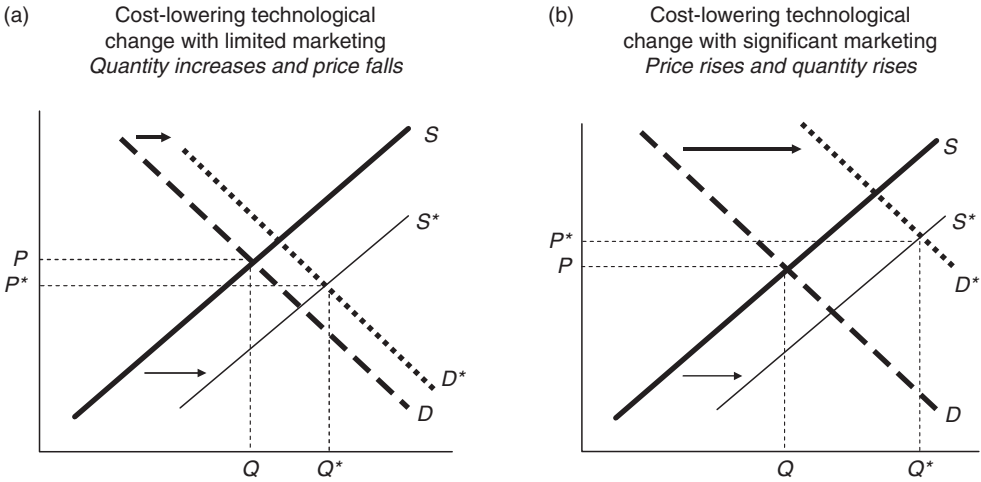 (a)
Cost-lowering technological
change with limited marketing
Quantity increases and price falls
S
S*
P
P*
D*
D
Q
Q*
(b)
Cost-lowering technological
change with significant marketing
Price rises and quantity rises
S
S*
P*
P
D*
D
Q
Q*